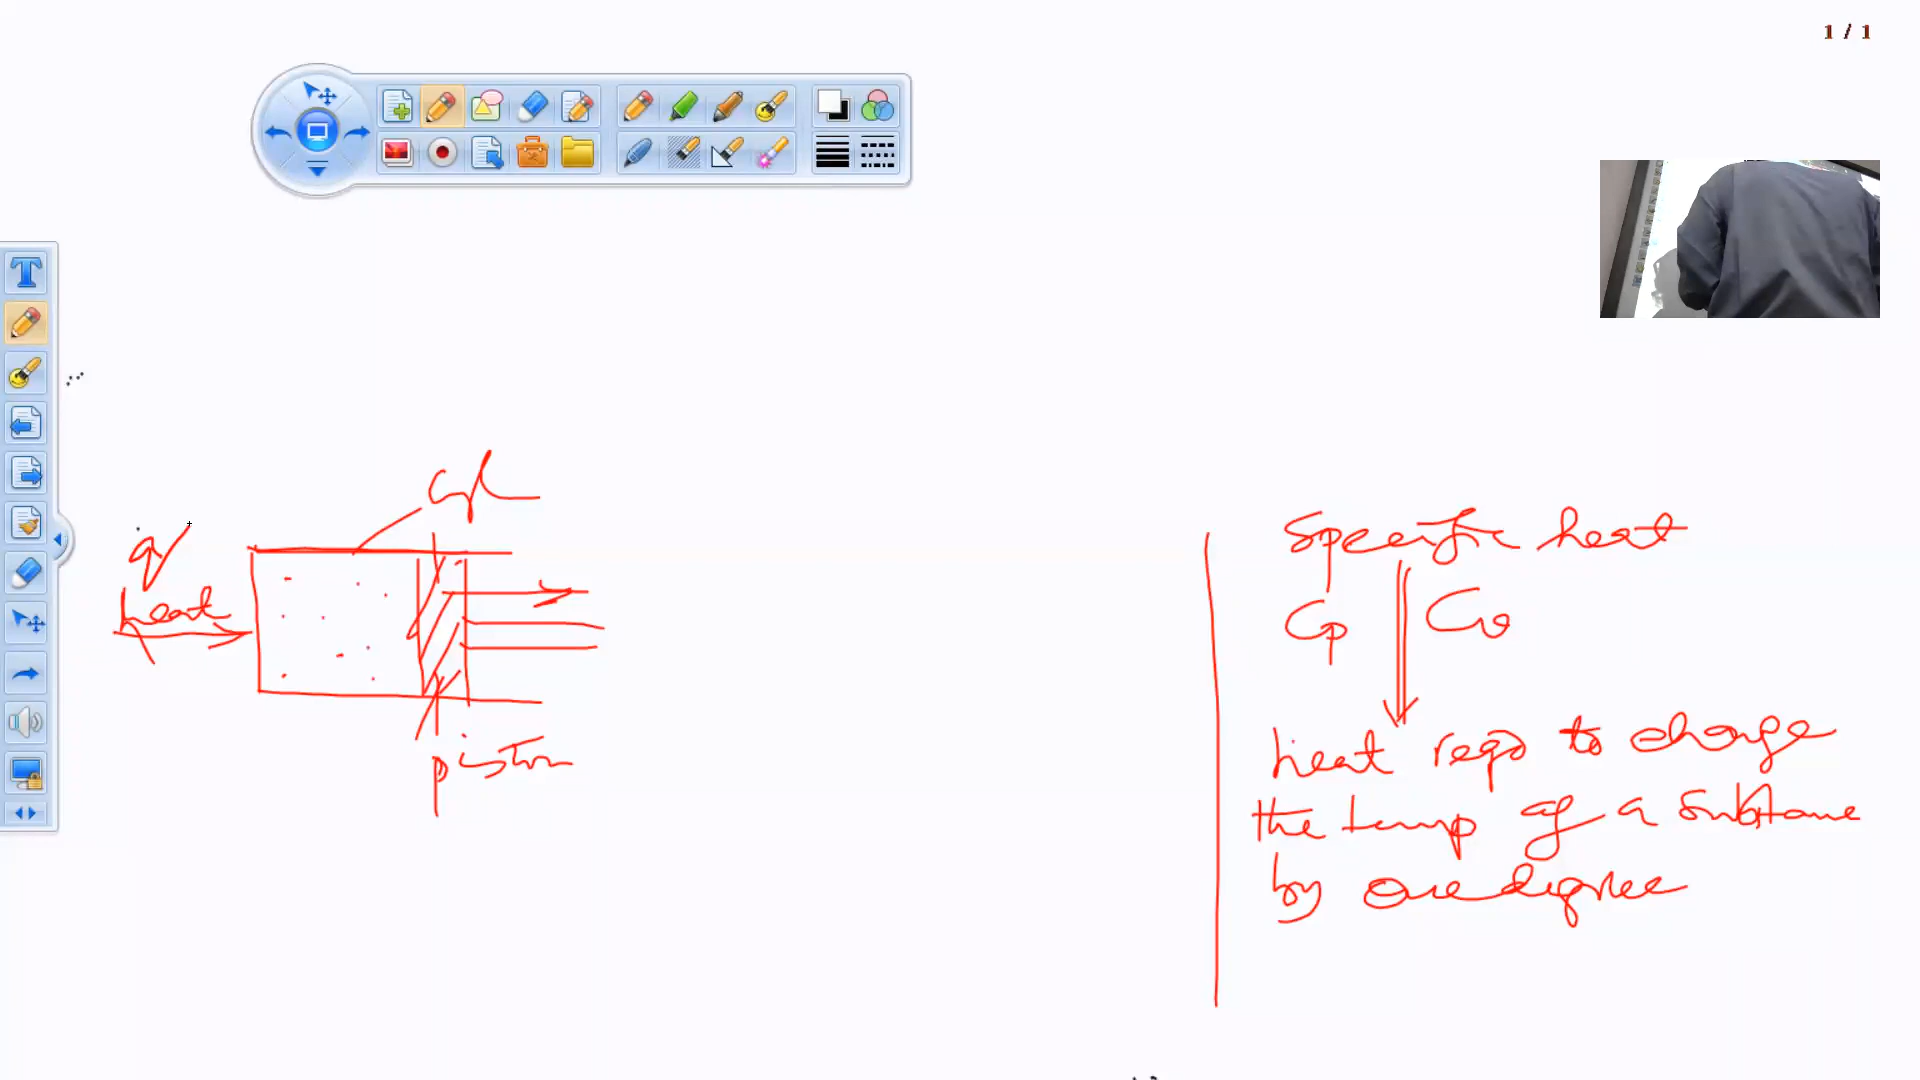 1 / 1
T
Cyl
q
heat
piston
Specific heat
Cp Cv
heat reqd to change
the temp of a substance
by one degree